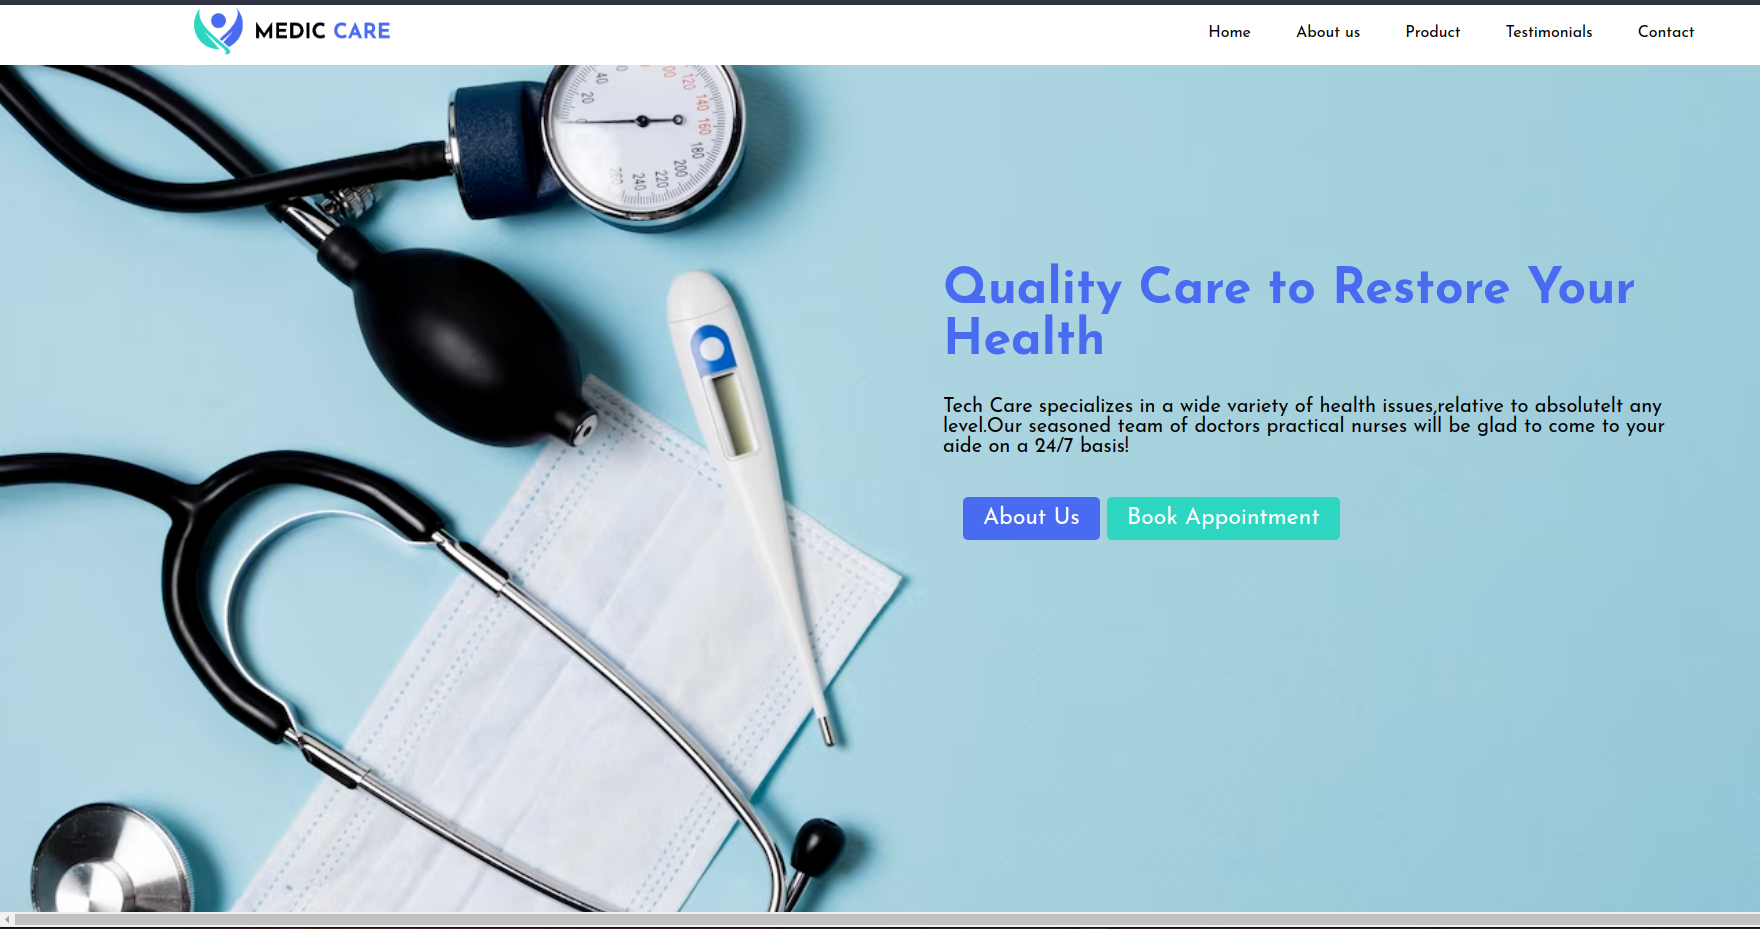 MEDIC CARE
Home
About us
Product
Testimonials
Contact
40
20
0
100
120
140
160
180
200
220
240
260
Quality Care to Restore Your
Health
Tech Care specializes in a wide variety of health issues,relative to absolutelt any
level.Our seasoned team of doctors practical nurses will be glad to come to your
aide on a 24/7 basis!
About Us
Book Appointment